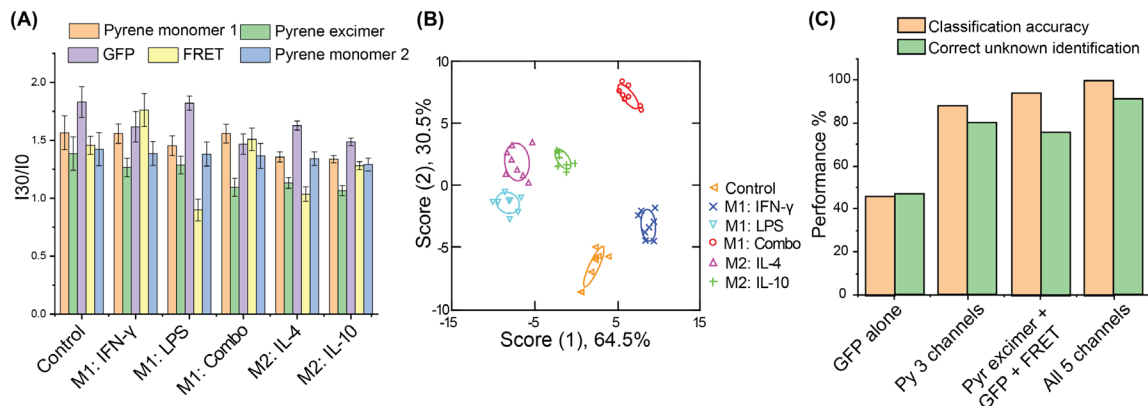 (A)
Pyrene monomer 1
Pyrene excimer
GFP
FRET
Pyrene monomer 2
I30/I0
2.0
1.5
1.0
0.5
0.0
Control
M1: IFN-γ
M1: LPS
M1: Combo
M2: IL-4
M2: IL-10
(B)
Score (2), 30.5%
10
5
0
-5
-10
-15
-5
5
15
Score (1), 64.5%
Control
M1: IFN-γ
M1: LPS
M1: Combo
M2: IL-4
M2: IL-10
(C)
Classification accuracy
Correct unknown identification
Performance %
100
80
60
40
20
0
GFP alone
Py 3 channels
Pyr excimer +
GFP + FRET
All 5 channels